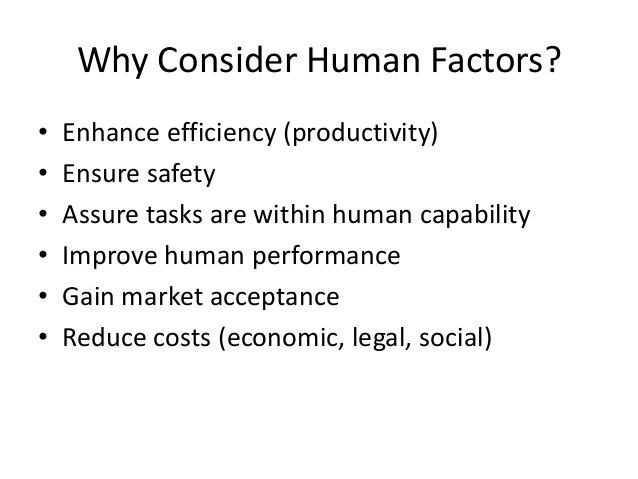 Why Consider Human Factors?
• Enhance efficiency (productivity)
• Ensure safety
• Assure tasks are within human capability
• Improve human performance
• Gain market acceptance
• Reduce costs (economic, legal, social)